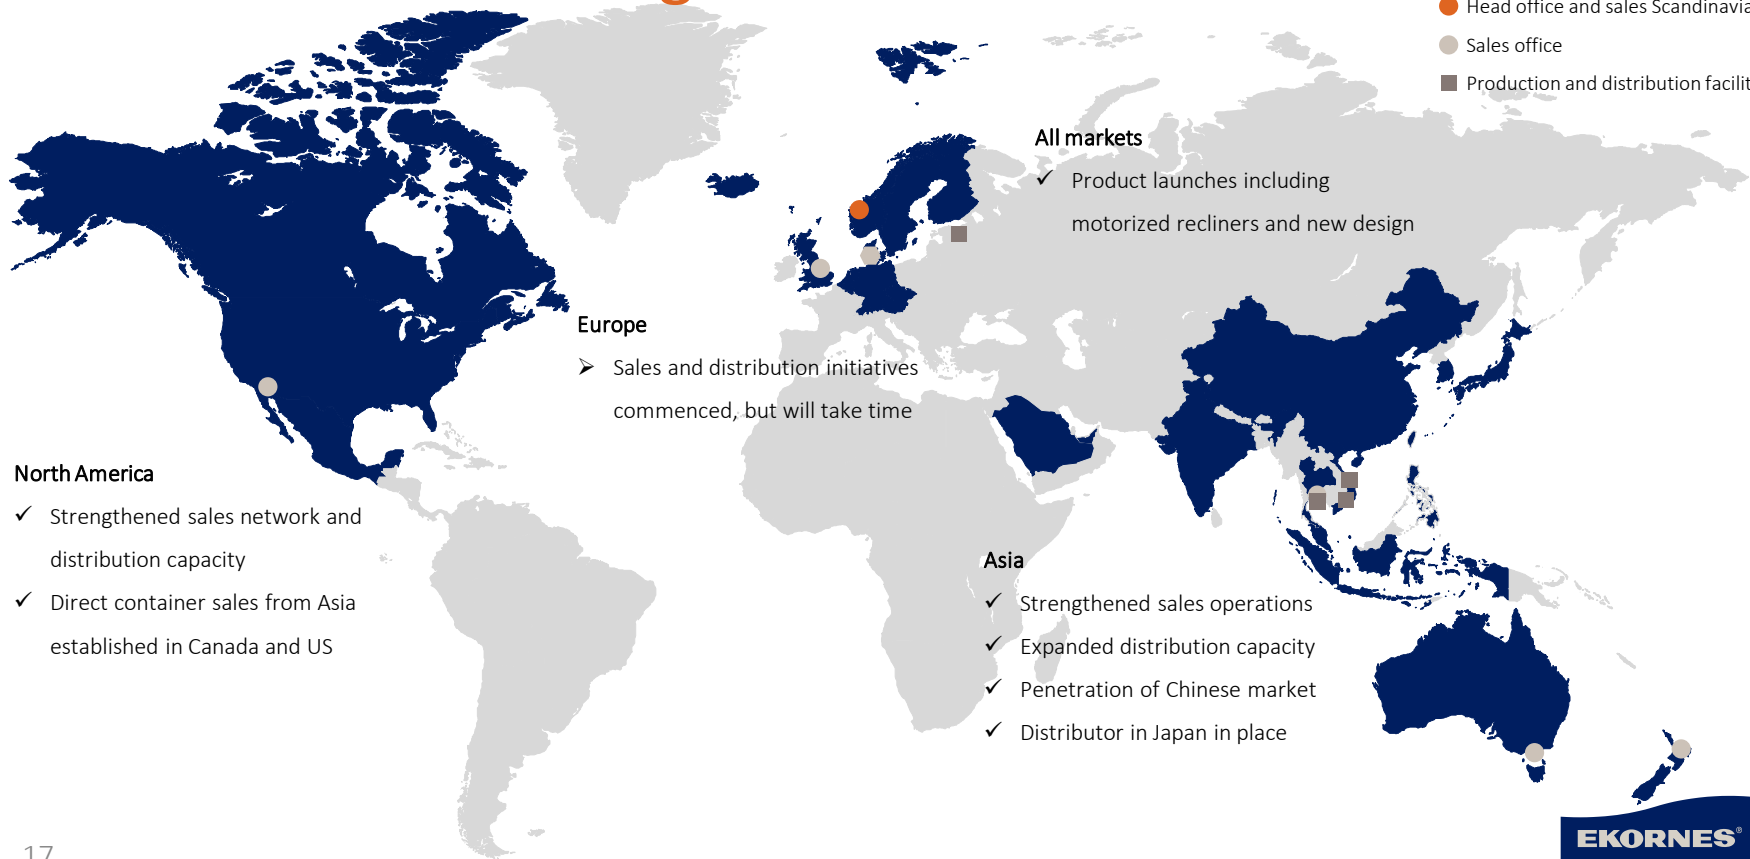 Head office and sales Scandinavia
Sales office
Production and distribution facilit
All markets
✓ Product launches including
motorized recliners and new design
Europe
➢ Sales and distribution initiatives
commenced, but will take time
North America
✓ Strengthened sales network and
distribution capacity
✓ Direct container sales from Asia
established in Canada and US
Asia
✓ Strengthened sales operations
✓ Expanded distribution capacity
✓ Penetration of Chinese market
✓ Distributor in Japan in place
EKORNES®
17